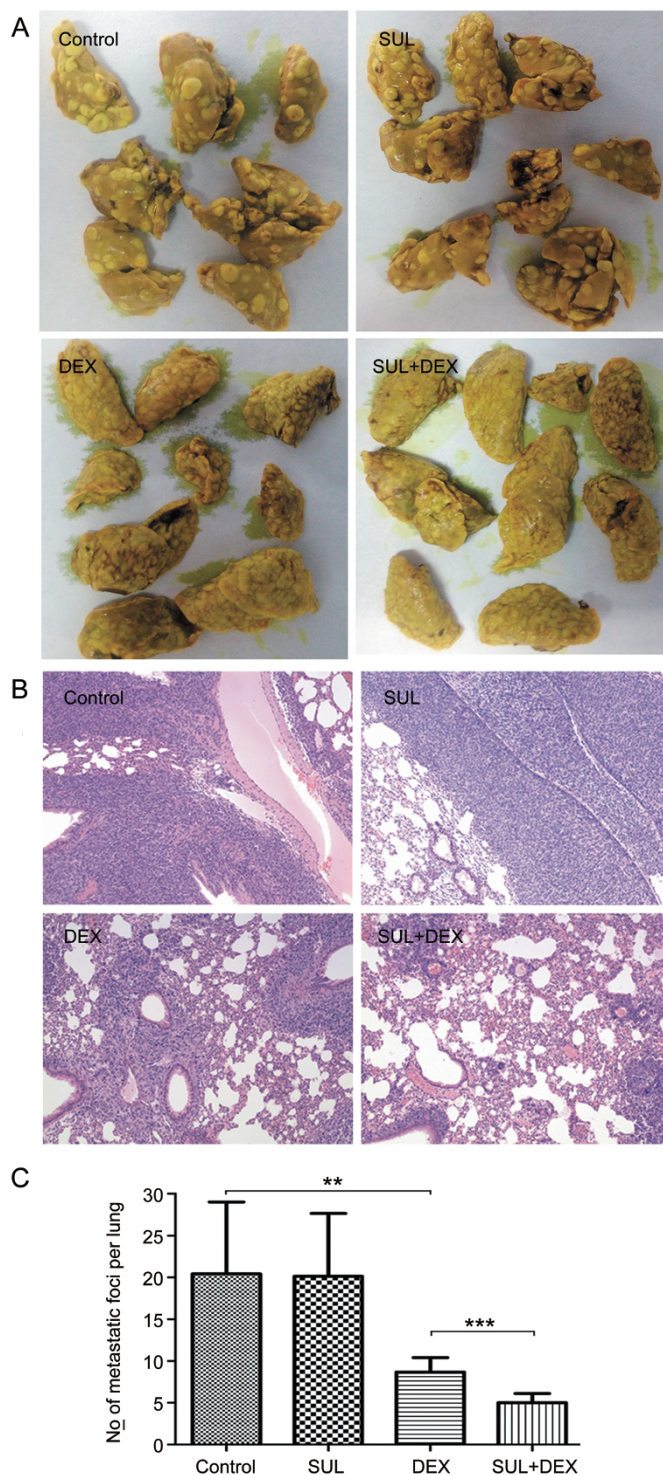 A
Control
SUL
DEX
SUL+DEX
B
Control
SUL
DEX
SUL+DEX
C
No of metastatic foci per lung
30
25
20
15
10
5
0
**
***
Control
SUL
DEX
SUL+DEX